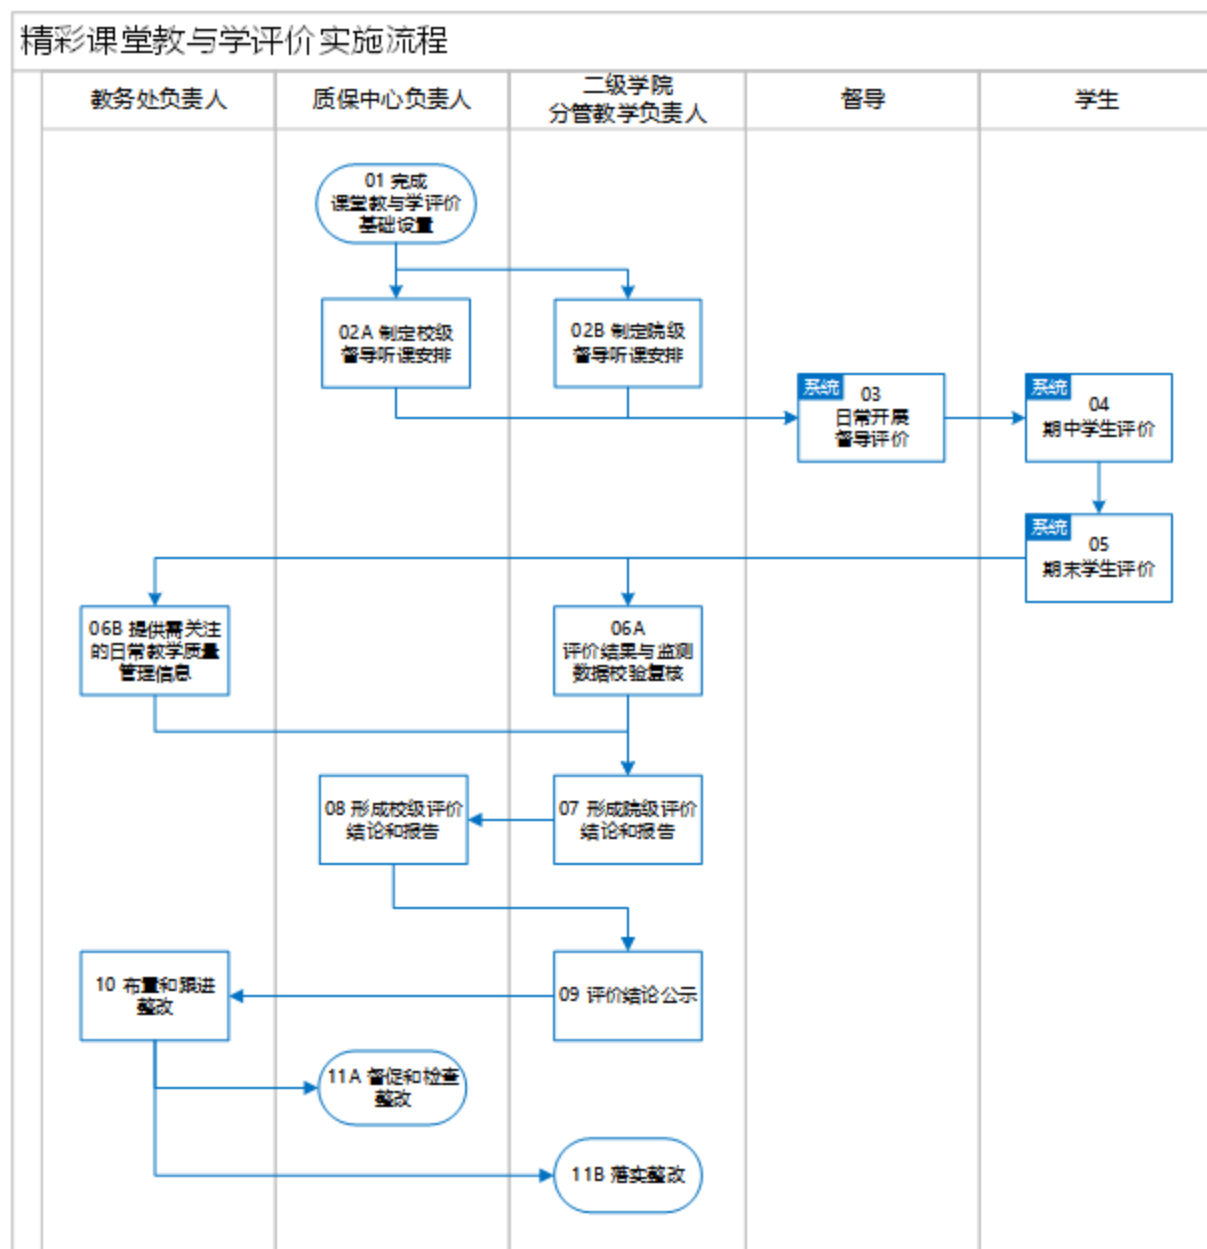 精彩课堂教与学评价实施流程
教务处负责人
质保中心负责人
二级学院
分管教学负责人
督导
学生
01 完成
课堂教与学评价
基础设置
02A 制定校级
督导听课安排
02B 制定院级
督导听课安排
系统
03
日常开展
督导评价
系统
04
期中学生评价
系统
05
期末学生评价
06B 提供需关注
的日常教学质量
管理信息
06A
评价结果与监测
数据校验复核
08 形成校级评价
结论和报告
07 形成院级评价
结论和报告
10 布置和跟进
整改
09 评价结论公示
11A 督促和检查
整改
11B 落实整改